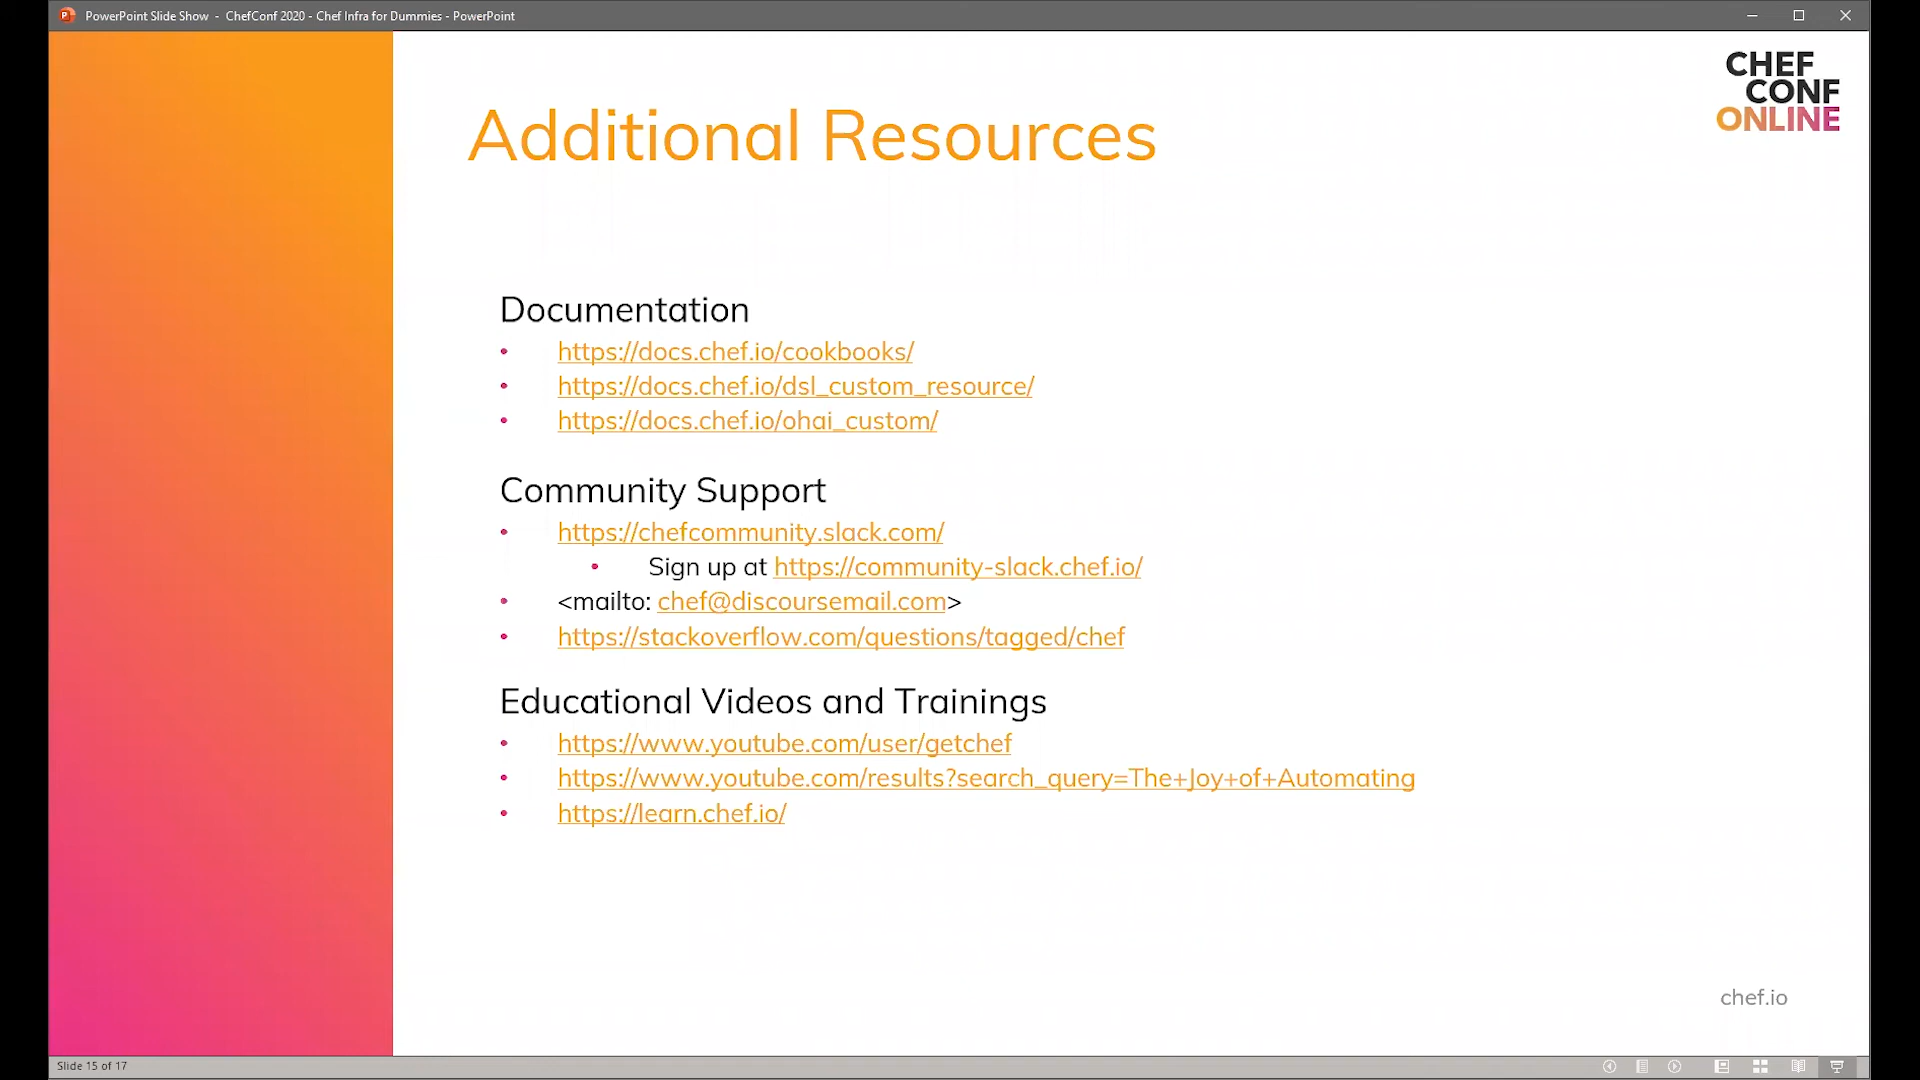 PowerPoint Slide Show - ChefConf 2020 - Chef Infra for Dummies - PowerPoint
CHEF
CONF
ONLINE
Additional Resources
Documentation
• https://docs.chef.io/cookbooks/
• https://docs.chef.io/dsl_custom_resource/
• https://docs.chef.io/ohai_custom/
Community Support
• https://chefcommunity.slack.com/
• Sign up at https://community-slack.chef.io/
• <mailto: chef@discoursemail.com>
• https://stackoverflow.com/questions/tagged/chef
Educational Videos and Trainings
• https://www.youtube.com/user/getchef
• https://www.youtube.com/results?search_query=The+Joy+of+Automating
• https://learn.chef.io/
chef.io
Slide 15 of 17